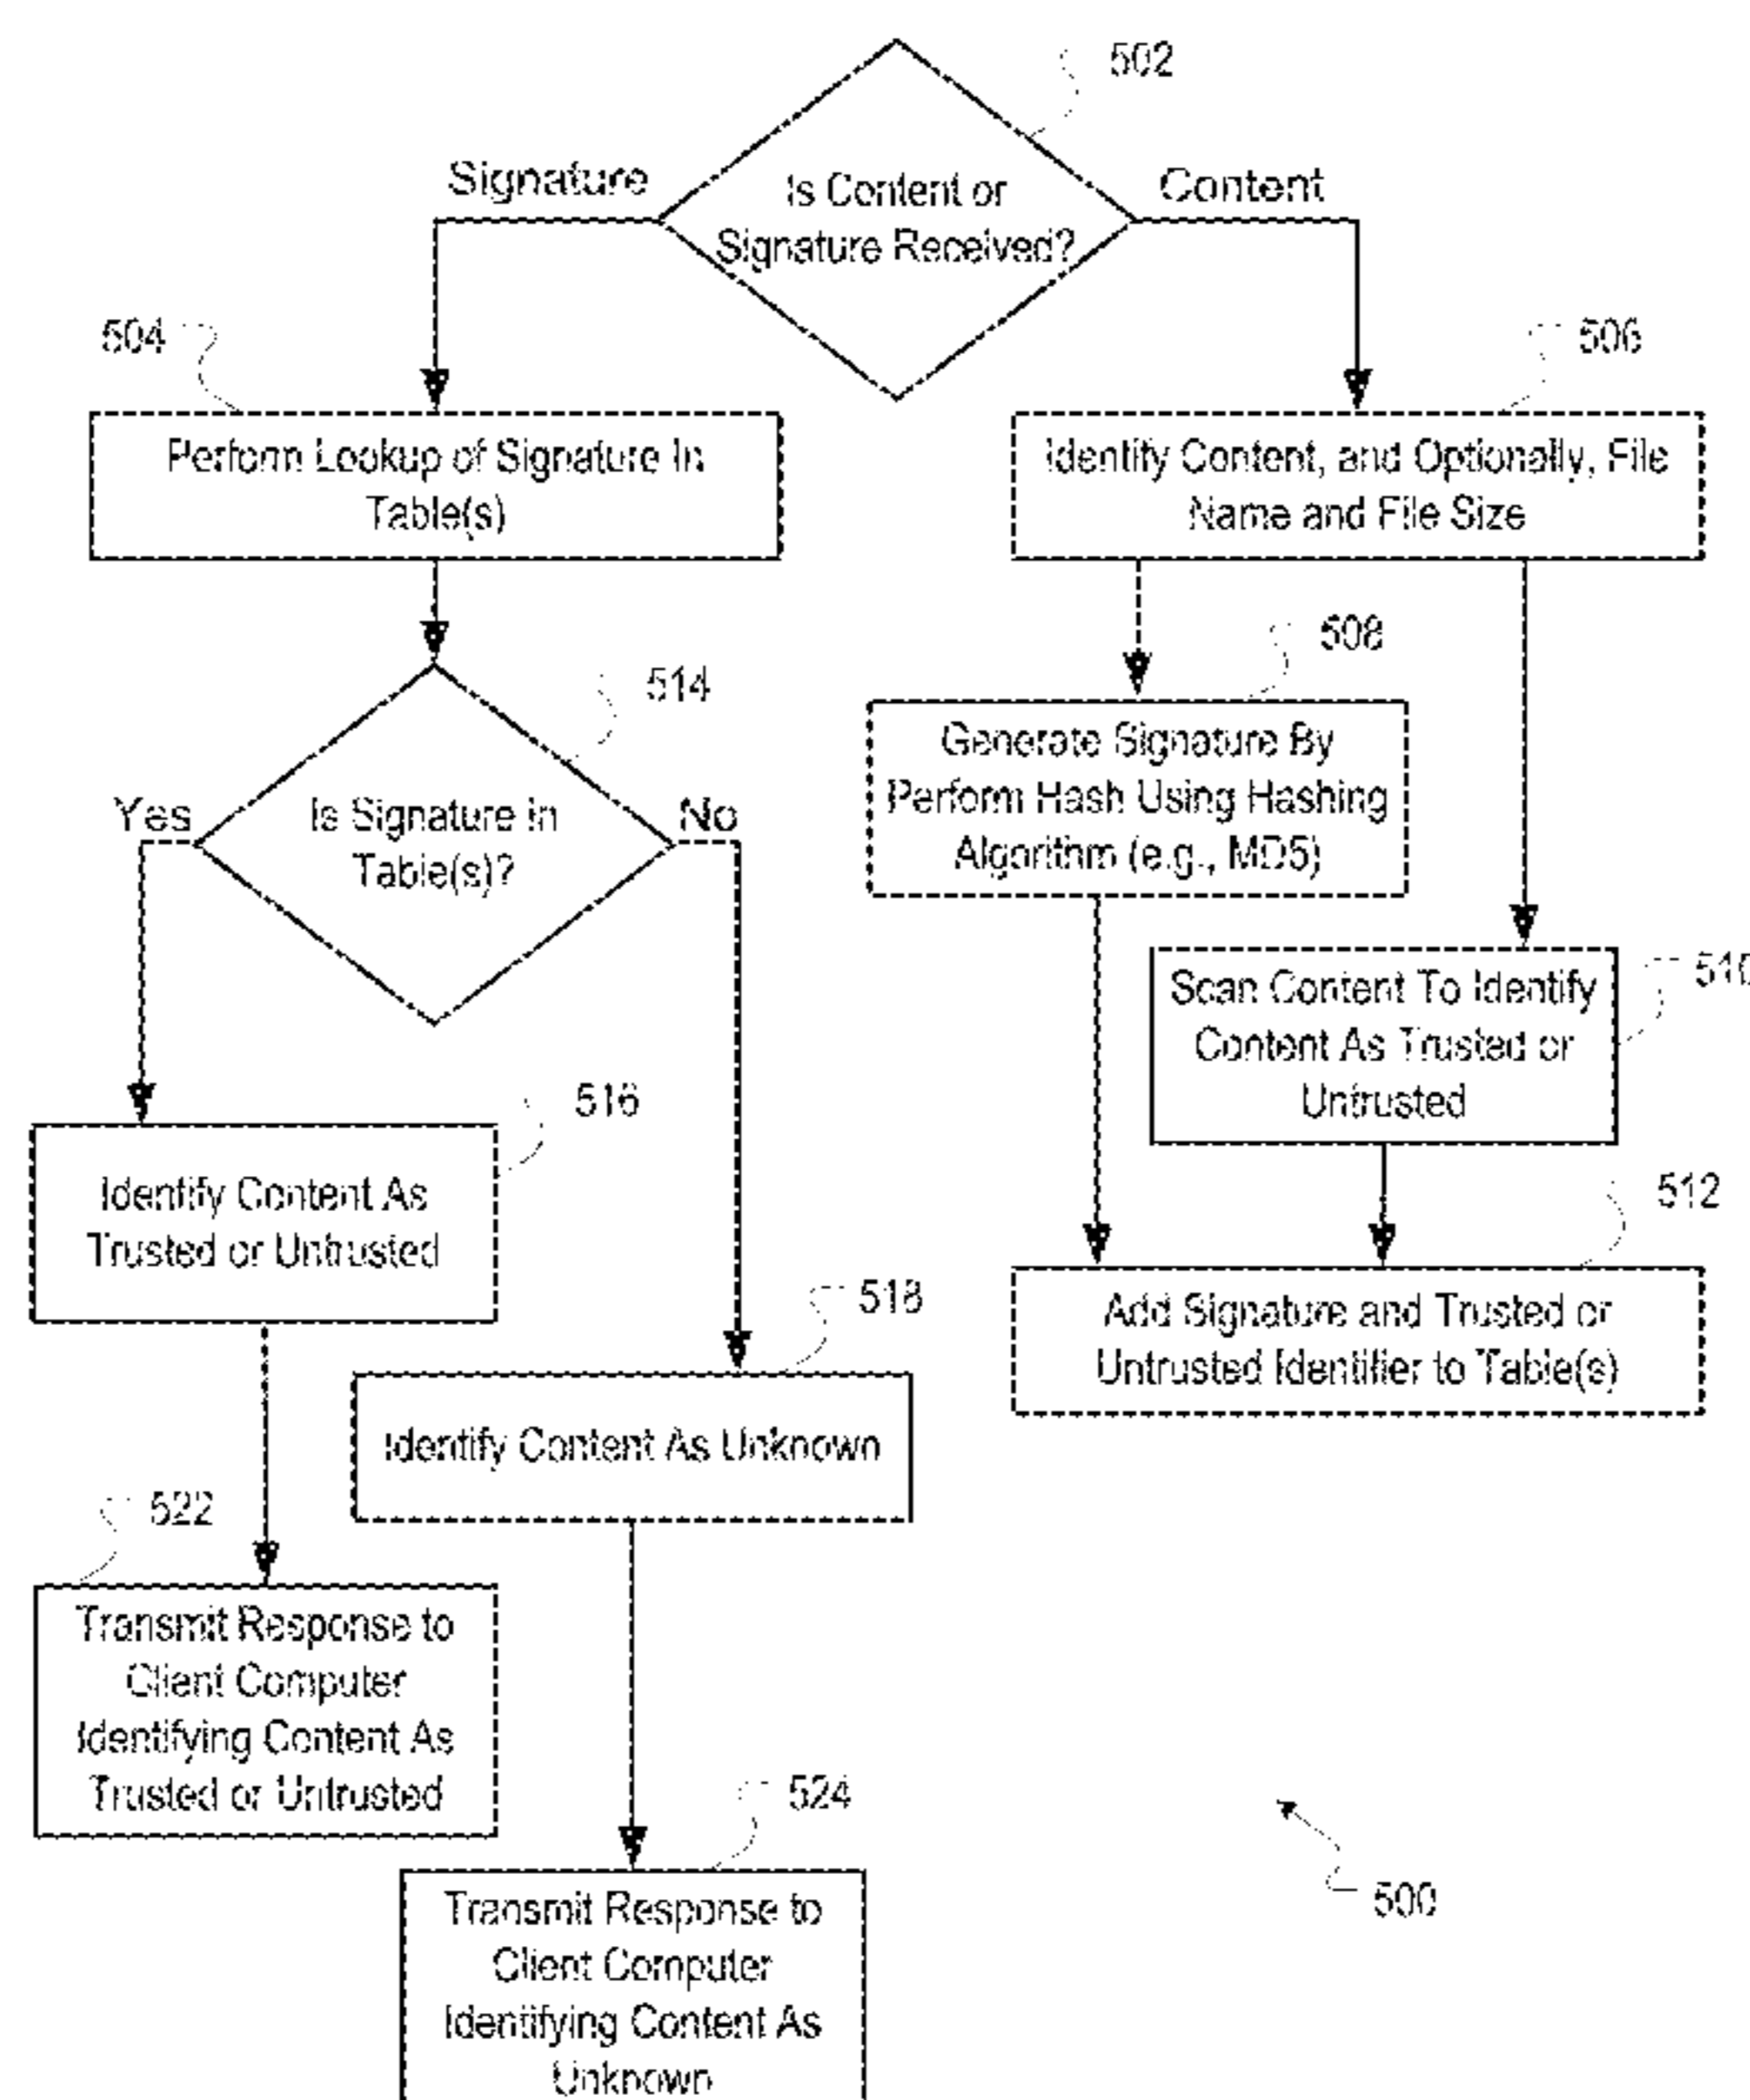 502
Signature
Is Content or
Signature Received?
Content
504
506
Perform Lookup of Signature In
Table(s)
Identify Content, and Optionally, File
Name and File Size
508
514
Generate Signature By
Perform Hash Using Hashing
Algorithm (e.g., MD5)
Yes
Is Signature in
Table(s)?
No
510
Scan Content To Identify
Content As Trusted or
Untrusted
516
Identify Content As
Trusted or Untrusted
512
Add Signature and Trusted or
Untrusted Identifier to Table(s)
518
Identify Content As Unknown
522
Transmit Response to
Client Computer
Identifying Content As
Trusted or Untrusted
524
Transmit Response to
Client Computer
Identifying Content As
Unknown
500